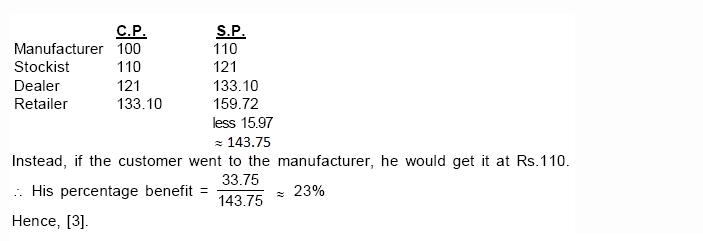 C.P. S.P.
Manufacturer 100 110
Stockist 110 121
Dealer 121 133.10
Retailer 133.10 159.72
less 15.97
≈ 143.75
Instead, if the customer went to the manufacturer, he would get it at Rs.110.
∴ His percentage benefit = 33.75/143.75 ≈ 23%
Hence, [3].